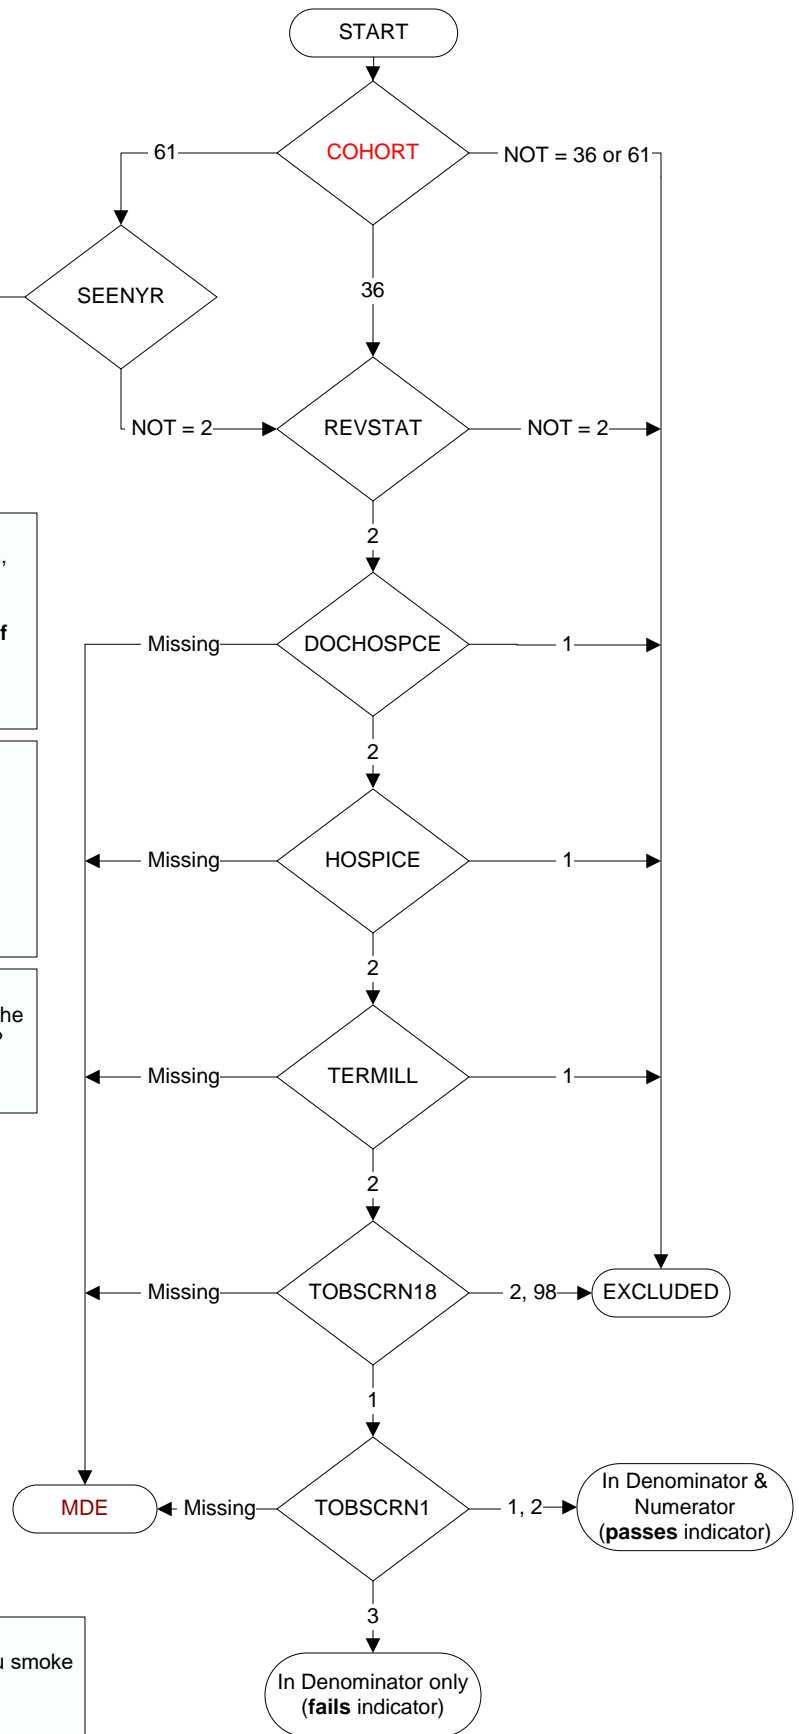 START
COHORT
61
NOT = 36 or 61
SEENYR
36
NOT = 2
REVSTAT
NOT = 2
2
,
f
Missing
DOCHOSPCE
1
2
Missing
HOSPICE
1
2
he
?
Missing
TERMILL
1
2
Missing
TOBSCRN18
2, 98
EXCLUDED
1
MDE
Missing
TOBSCRN1
1, 2
In Denominator &
Numerator
(passes indicator)
3
u smoke
In Denominator only
(fails indicator)